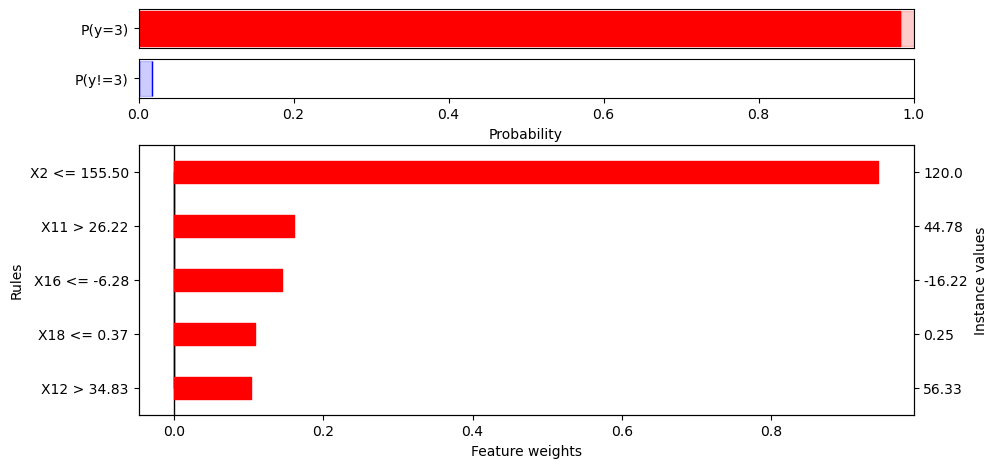 P(y=3)
P(y!=3)
0.0 0.2 0.4 0.6 0.8 1.0
Probability
X2 <= 155.50 120.0
X11 > 26.22 44.78
X16 <= -6.28 -16.22
X18 <= 0.37 0.25
X12 > 34.83 56.33
Rules
Instance values
0.0 0.2 0.4 0.6 0.8
Feature weights